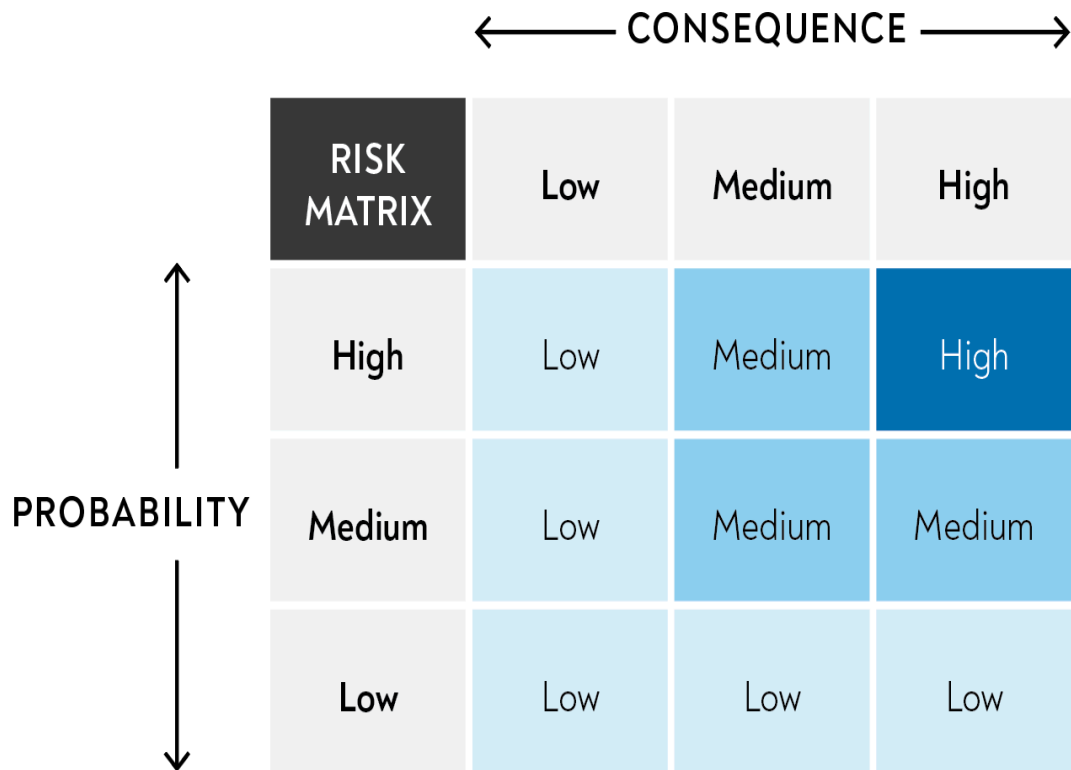 CONSEQUENCE
RISK
MATRIX
Low Medium High
High Low Medium High
PROBABILITY Medium Low Medium Medium
Low Low Low Low